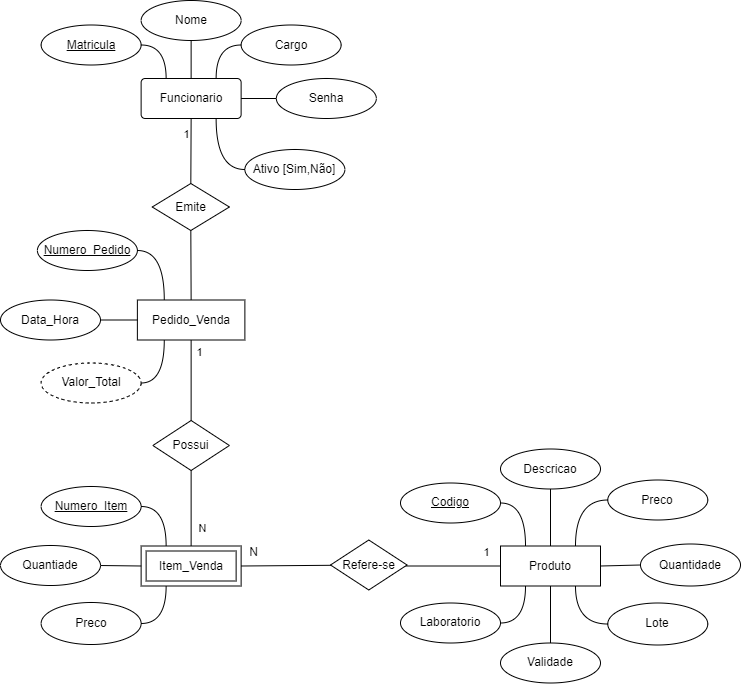 Nome
Matricula
Cargo
Funcionario
Senha
1
Ativo [Sim,Não]
Emite
Numero_Pedido
Data_Hora
Pedido_Venda
1
Valor_Total
Possui
Descricao
Numero_Item
Codigo
Preco
N
N
1
Quantiade
Item_Venda
Refere-se
Produto
Quantidade
Preco
Laboratorio
Lote
Validade